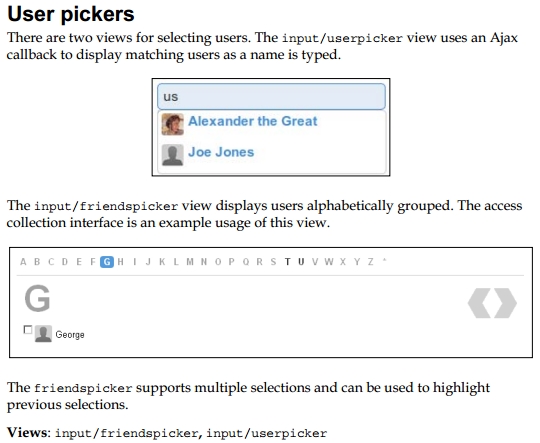 User pickers
There are two views for selecting users. The input/userpicker view uses an Ajax
callback to display matching users as a name is typed.
us
Alexander the Great
Joe Jones
The input/friendspicker view displays users alphabetically grouped. The access
collection interface is an example usage of this view.
A B C D E F G H I J K L M N O P Q R S T U V W X Y Z *
G
George
The friendspicker supports multiple selections and can be used to highlight
previous selections.
Views: input/friendspicker, input/userpicker